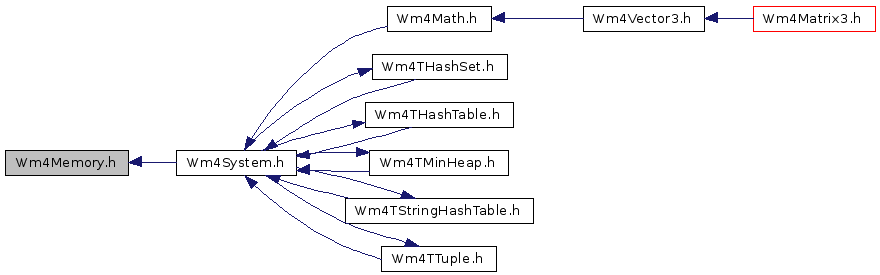 Wm4Memory.h
Wm4System.h
Wm4Math.h
Wm4Vector3.h
Wm4Matrix3.h
Wm4THashSet.h
Wm4THashTable.h
Wm4TMinHeap.h
Wm4TStringHashTable.h
Wm4TTuple.h